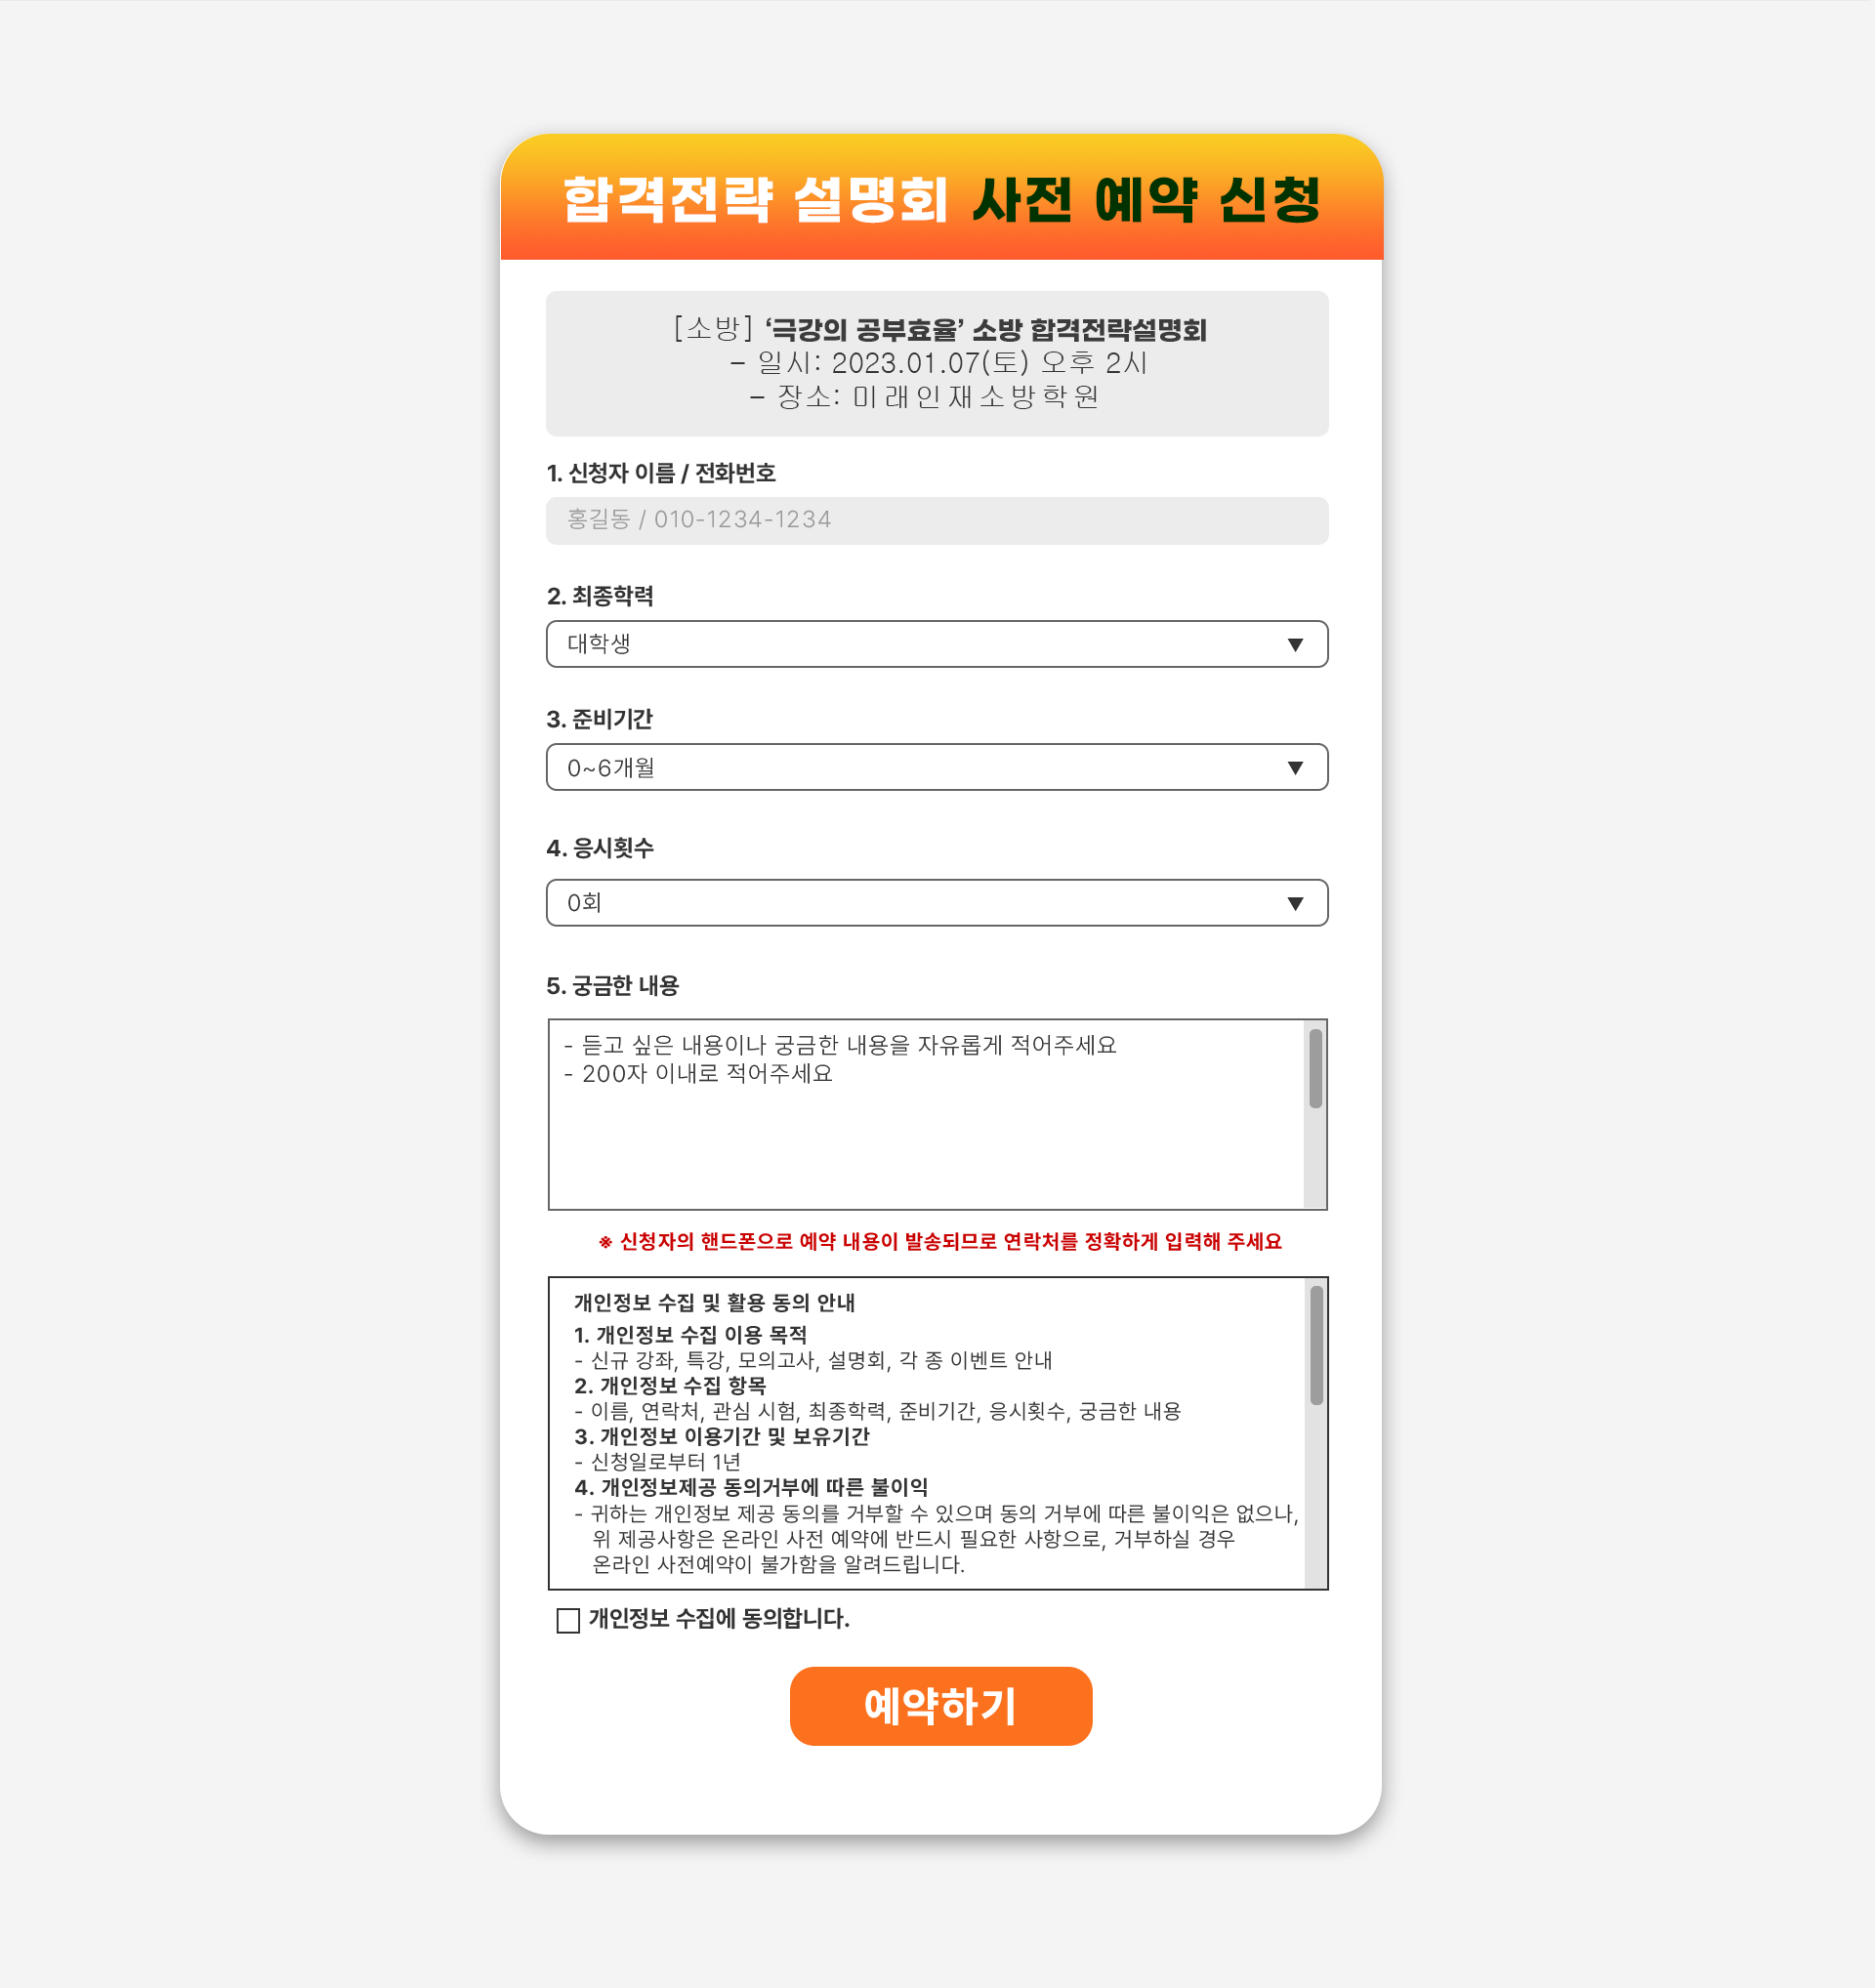 합격전략 설명회 사전 예약 신청
[소방] ‘극강의 공부효율’ 소방 합격전략설명회
– 일시: 2023.01.07(토) 오후 2시
– 장소: 미래인재소방학원
1. 신청자 이름 / 전화번호
홍길동 / 010-1234-1234
2. 최종학력
대학생 ▼
3. 준비기간
0~6개월 ▼
4. 응시횟수
0회 ▼
5. 궁금한 내용
- 듣고 싶은 내용이나 궁금한 내용을 자유롭게 적어주세요
- 200자 이내로 적어주세요
※ 신청자의 핸드폰으로 예약 내용이 발송되므로 연락처를 정확하게 입력해 주세요
개인정보 수집 및 활용 동의 안내
1. 개인정보 수집 이용 목적
- 신규 강좌, 특강, 모의고사, 설명회, 각 종 이벤트 안내
2. 개인정보 수집 항목
- 이름, 연락처, 관심 시험, 최종학력, 준비기간, 응시횟수, 궁금한 내용
3. 개인정보 이용기간 및 보유기간
- 신청일로부터 1년
4. 개인정보제공 동의거부에 따른 불이익
- 귀하는 개인정보 제공 동의를 거부할 수 있으며 동의 거부에 따른 불이익은 없으나,
위 제공사항은 온라인 사전 예약에 반드시 필요한 사항으로, 거부하실 경우
온라인 사전예약이 불가함을 알려드립니다.
개인정보 수집에 동의합니다.
예약하기